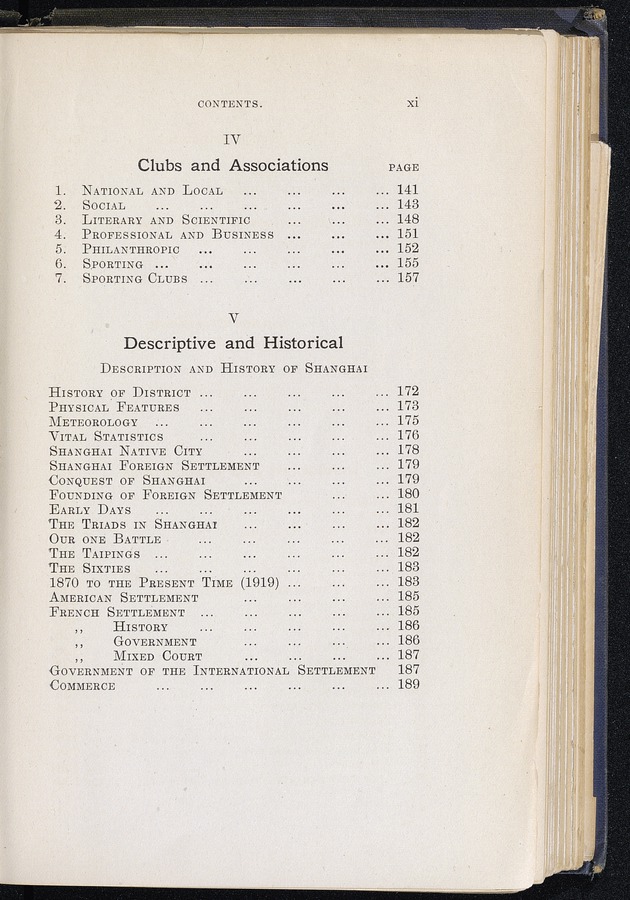 CONTENTS. xi
IV
Clubs and Associations PAGE
1. NATIONAL AND LOCAL ... ... ... ... 141
2. SOCIAL ... ... ... ... ... ... 143
3. LITERARY AND SCIENTIFIC ... ... ... 148
4. PROFESSIONAL AND BUSINESS ... ... ... 151
5. PHILANTHROPIC ... ... ... ... ... 152
6. SPORTING ... ... ... ... ... ... 155
7. SPORTING CLUBS ... ... ... ... ... 157
V
Descriptive and Historical
DESCRIPTION AND HISTORY OF SHANGHAI
HISTORY OF DISTRICT ... ... ... ... ... 172
PHYSICAL FEATURES ... ... ... ... ... 173
METEOROLOGY ... ... ... ... ... ... 175
VITAL STATISTICS ... ... ... ... ... 176
SHANGHAI NATIVE CITY ... ... ... ... 178
SHANGHAI FOREIGN SETTLEMENT ... ... ... 179
CONQUEST OF SHANGHAI ... ... ... ... 179
FOUNDING OF FOREIGN SETTLEMENT ... ... 180
EARLY DAYS ... ... ... ... ... ... 181
THE TRIADS IN SHANGHAI ... ... ... ... 182
OUR ONE BATTLE ... ... ... ... ... 182
THE TAIPINGS ... ... ... ... ... ... 182
THE SIXTIES ... ... ... ... ... ... 183
1870 TO THE PRESENT TIME (1919) ... ... ... 183
AMERICAN SETTLEMENT ... ... ... ... 185
FRENCH SETTLEMENT ... ... ... ... ... 185
,, HISTORY ... ... ... ... ... 186
,, GOVERNMENT ... ... ... ... 186
,, MIXED COURT ... ... ... ... 187
GOVERNMENT OF THE INTERNATIONAL SETTLEMENT 187
COMMERCE ... ... ... ... ... ... 189